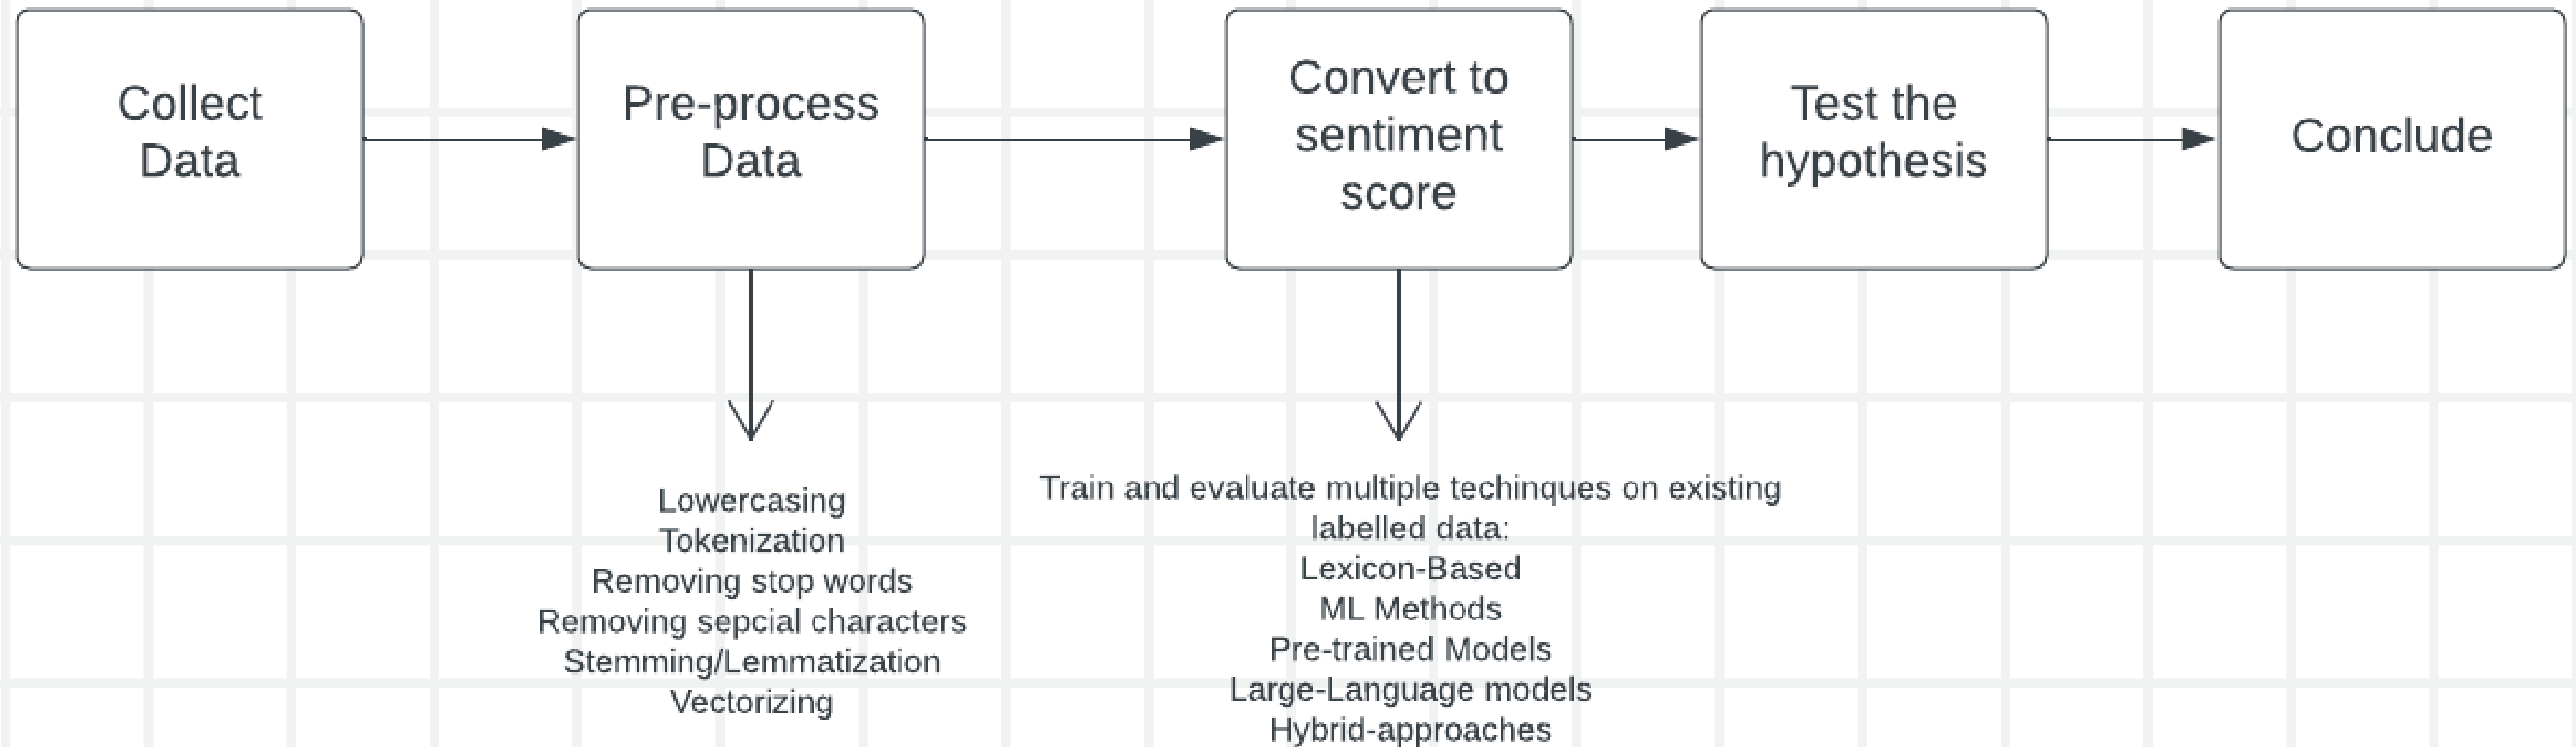 Collect
Data
Pre-process
Data
Convert to
sentiment
score
Test the
hypothesis
Conclude
Lowercasing
Tokenization
Removing stop words
Removing sepcial characters
Stemming/Lemmatization
Vectorizing
Train and evaluate multiple techinques on existing
labelled data:
Lexicon-Based
ML Methods
Pre-trained Models
Large-Language models
Hybrid-approaches